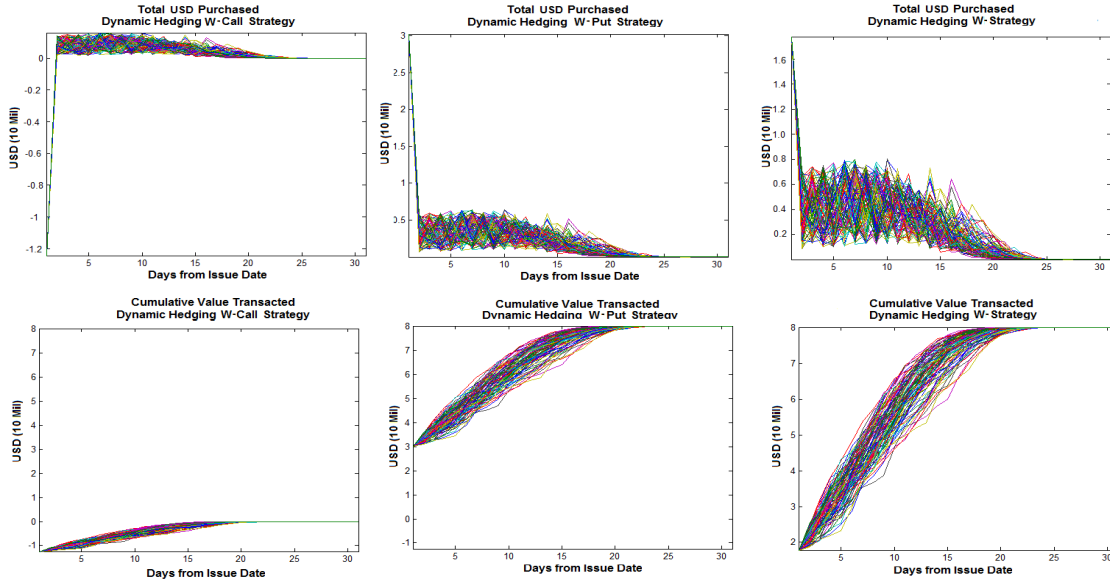 Total USD Purchased
Dynamic Hedging W-Call Strategy
USD (10 Mil)
0
-0.2
-0.4
-0.6
-0.8
-1
-1.2
5 10 15 20 25 30
Days from Issue Date
Total USD Purchased
Dynamic Hedging W-Put Strategy
USD (10 Mil)
3
2.5
2
1.5
1
0.5
5 10 15 20 25 30
Days from Issue Date
Total USD Purchased
Dynamic Hedging W-Strategy
USD (10 Mil)
1.6
1.4
1.2
1
0.8
0.6
0.4
0.2
5 10 15 20 25 30
Days from Issue Date
Cumulative Value Transacted
Dynamic Hedging W-Call Strategy
USD (10 Mil)
8
7
6
5
4
3
2
1
0
-1
5 10 15 20 25 30
Days from Issue Date
Cumulative Value Transacted
Dynamic Hedging W-Put Strategy
USD (10 Mil)
8
7
6
5
4
3
2
1
0
-1
5 10 15 20 25 30
Days from Issue Date
Cumulative Value Transacted
Dynamic Hedging W-Strategy
USD (10 Mil)
8
7
6
5
4
3
2
5 10 15 20 25 30
Days from Issue Date